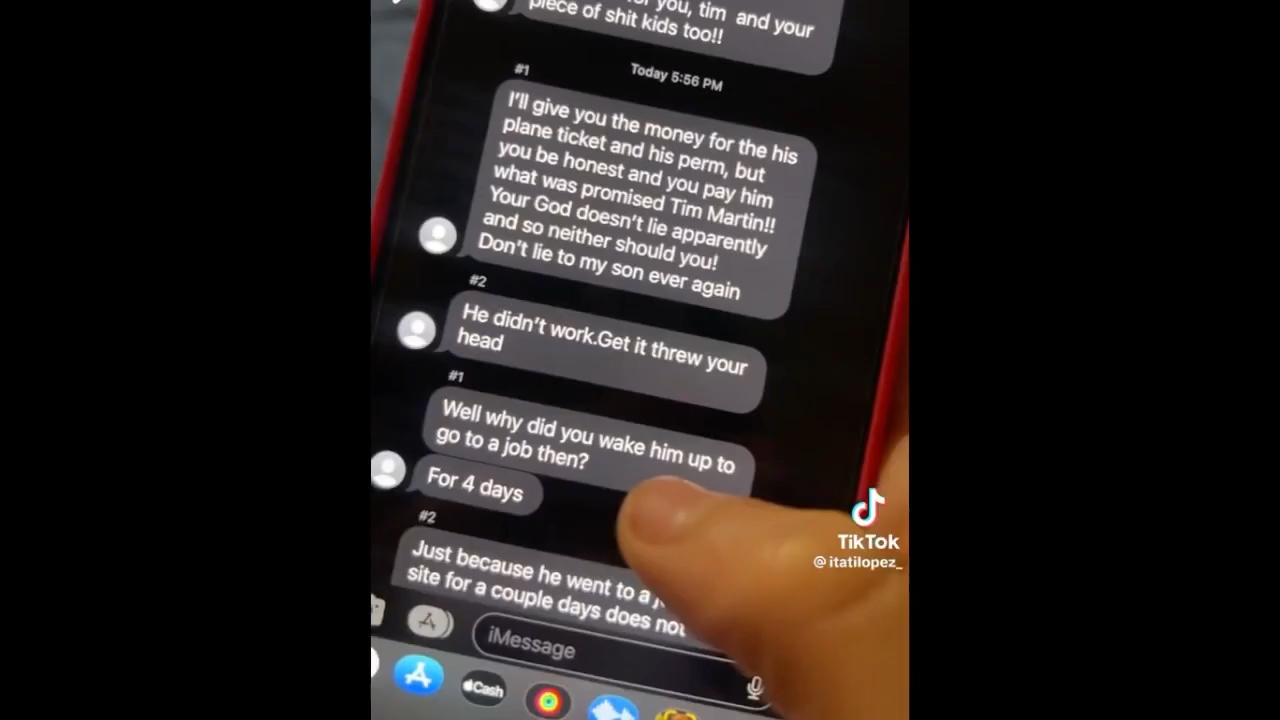 for you, tim and your
piece of shit kids too!!
Today 5:56 PM
#1
I'll give you the money for the his
plane ticket and his perm, but
you be honest and you pay him
what was promised Tim Martin!!
Your God doesn't lie apparently
and so neither should you!
Don't lie to my son ever again
#2
He didn't work.Get it threw your
head
#1
Well why did you wake him up to
go to a job then?
For 4 days
#2
Just because he went to a
site for a couple days does not
iMessage
Cash
TikTok
@itatilopez_